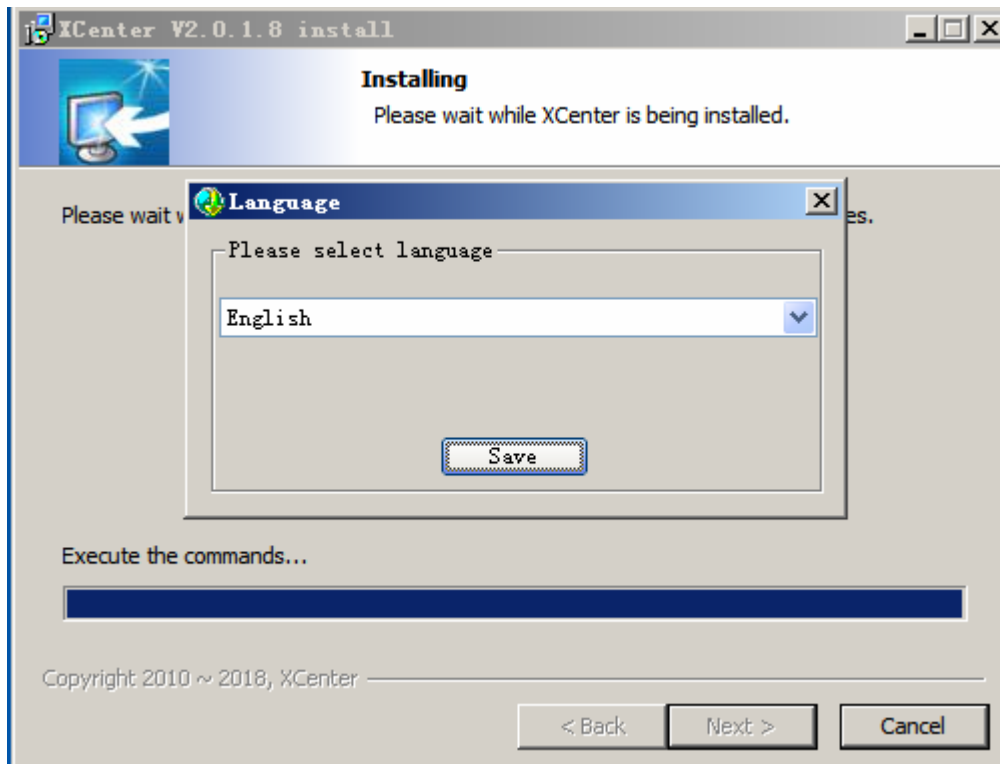 XCenter V2.0.1.8 install
Installing
Please wait while XCenter is being installed.
Please wait
es.
Language
Please select language
English
Save
Execute the commands...
Copyright 2010 ~ 2018, XCenter
< Back
Next >
Cancel